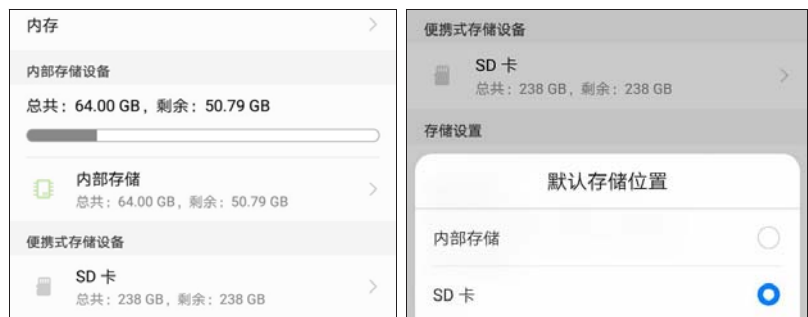 内存
内部存储设备
总共：64.00 GB，剩余：50.79 GB
内部存储
总共：64.00 GB，剩余：50.79 GB
便携式存储设备
SD 卡
总共：238 GB，剩余：238 GB
便携式存储设备
SD 卡
总共：238 GB，剩余：238 GB
存储设置
默认存储位置
内部存储
SD 卡